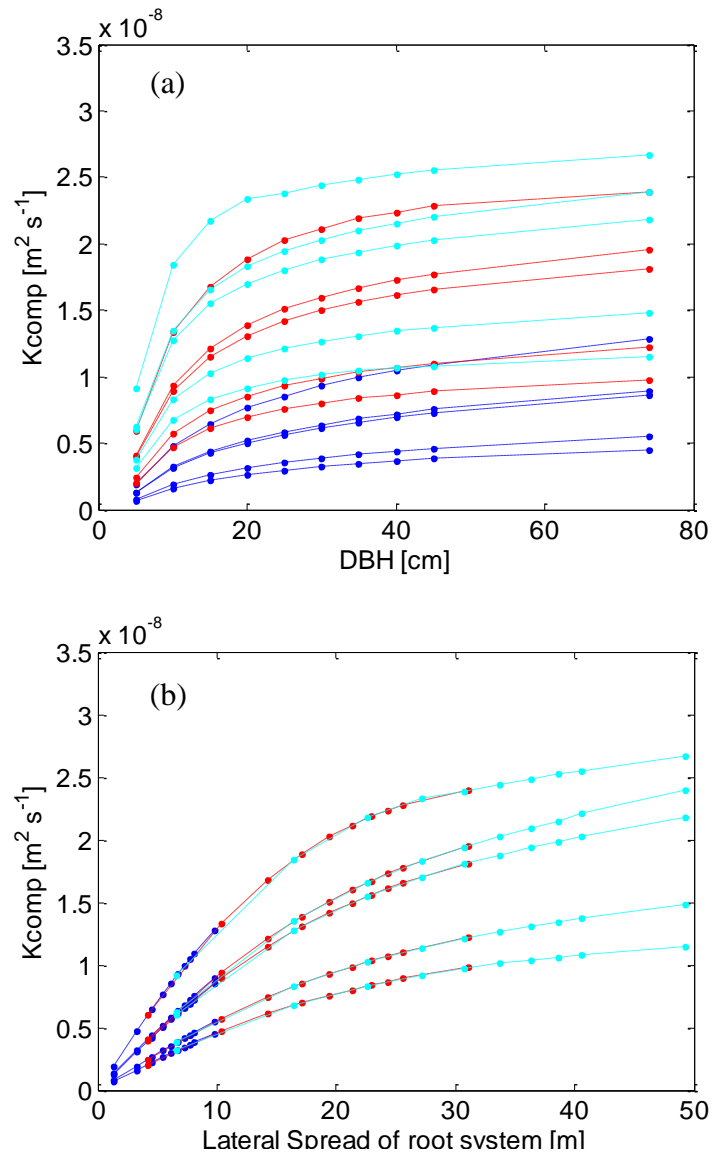 x 10^-8
3.5
3
2.5
2
1.5
1
0.5
0
(a)
Kcomp [m^2 s^-1]
0 20 40 60 80
DBH [cm]
x 10^-8
3.5
3
2.5
2
1.5
1
0.5
0
(b)
Kcomp [m^2 s^-1]
0 10 20 30 40 50
Lateral Spread of root system [m]